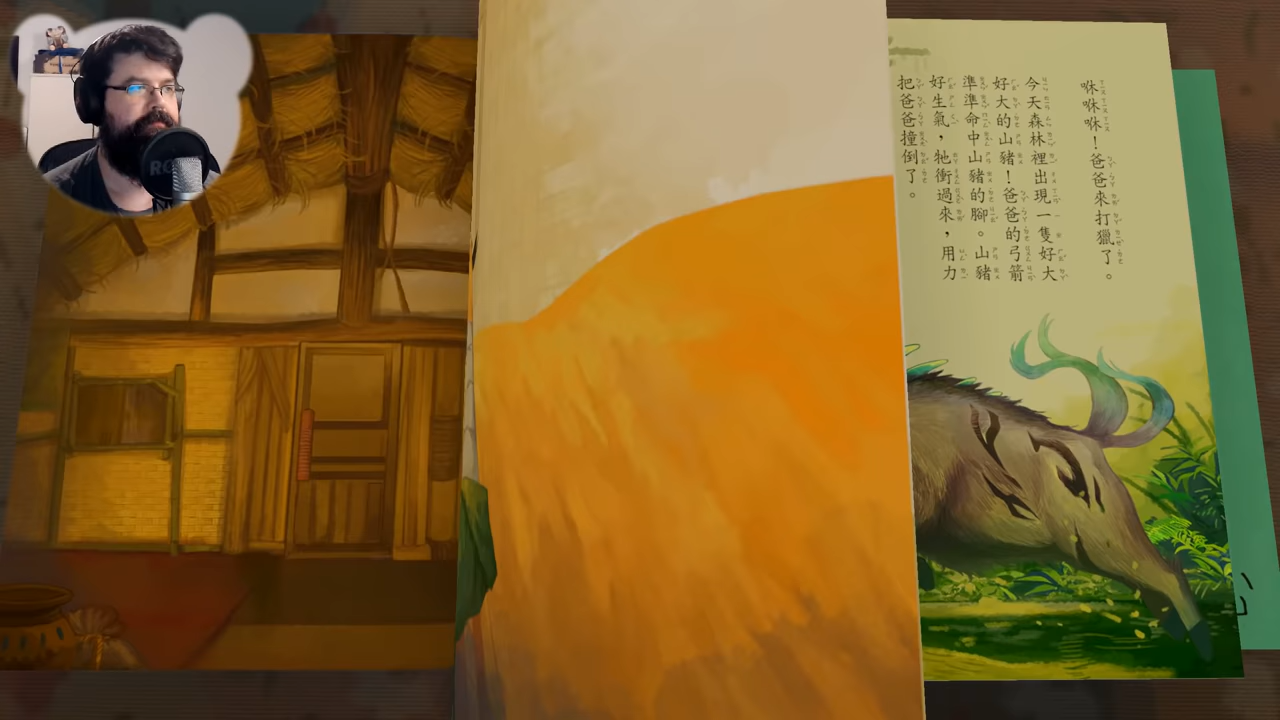 咻咻咻！爸爸來打獵了。
今天森林裡出現一隻好大
好大的山豬！爸爸的弓箭
準準命中山豬的腳。山豬
好生氣，牠衝過來，用力
把爸爸撞倒了。